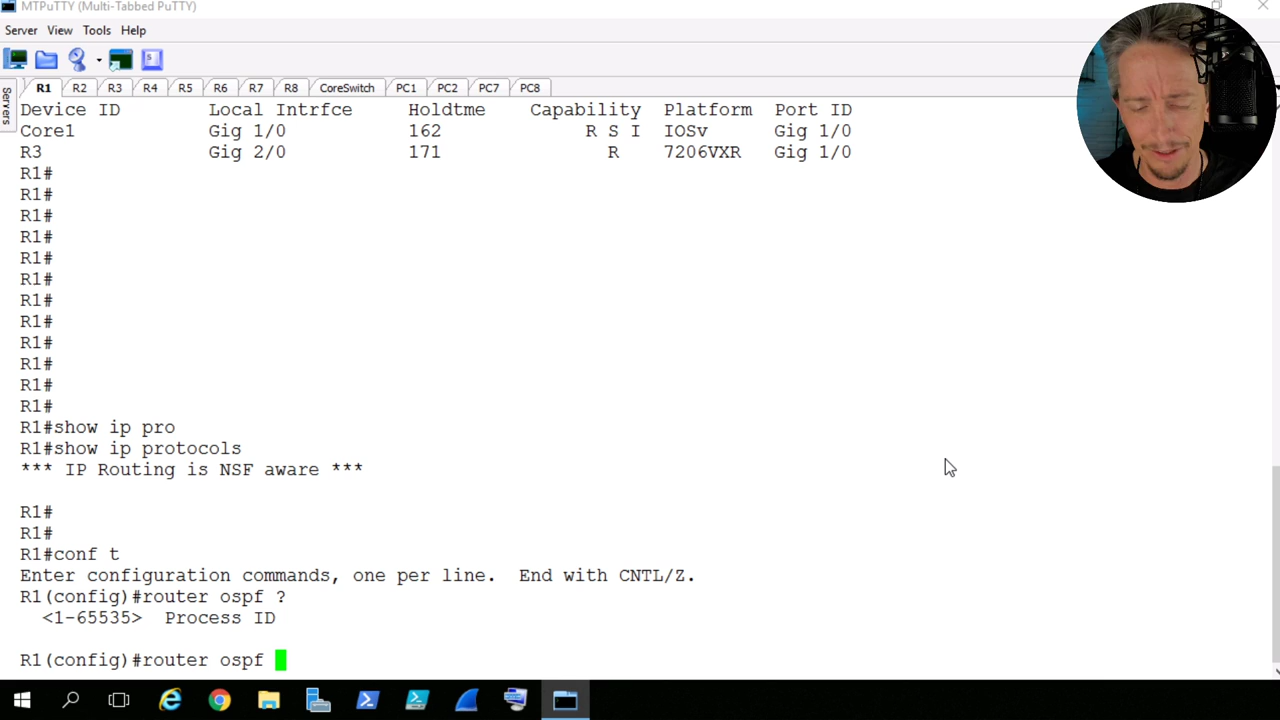 MTPuTTY (Multi-Tabbed PuTTY)
Server View Tools Help
R1 R2 R3 R4 R5 R6 R7 R8 CoreSwitch PC1 PC2 PC7 PC8
Servers
Device ID Local Intrfce Holdtme Capability Platform Port ID
Core1 Gig 1/0 162 R S I IOSv Gig 1/0
R3 Gig 2/0 171 R 7206VXR Gig 1/0
R1#
R1#
R1#
R1#
R1#
R1#
R1#
R1#
R1#
R1#
R1#
R1#
R1#show ip pro
R1#show ip protocols
*** IP Routing is NSF aware ***
R1#
R1#
R1#conf t
Enter configuration commands, one per line. End with CNTL/Z.
R1(config)#router ospf ?
<1-65535> Process ID
R1(config)#router ospf